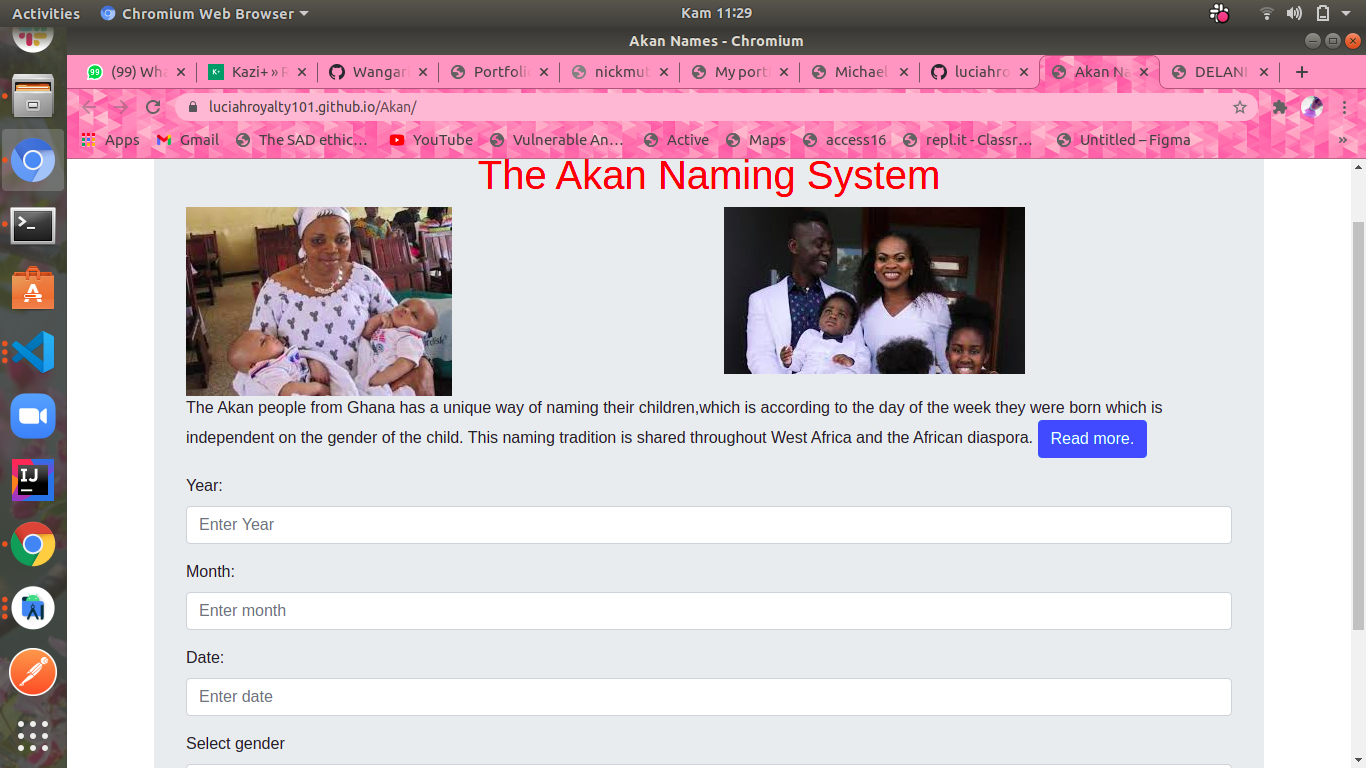 Activities Chromium Web Browser Kam 11:29
Akan Names - Chromium
(99) Wha Kazi+ » R Wangar Portfoli nickmut My port Michael luciahro Akan Na DELANI
luciahroyalty101.github.io/Akan/
Apps Gmail The SAD ethic... YouTube Vulnerable An... Active Maps access16 repl.it - Classr... Untitled – Figma »
The Akan Naming System
The Akan people from Ghana has a unique way of naming their children,which is according to the day of the week they were born which is
independent on the gender of the child. This naming tradition is shared throughout West Africa and the African diaspora. Read more.
Year:
Enter Year
Month:
Enter month
Date:
Enter date
Select gender